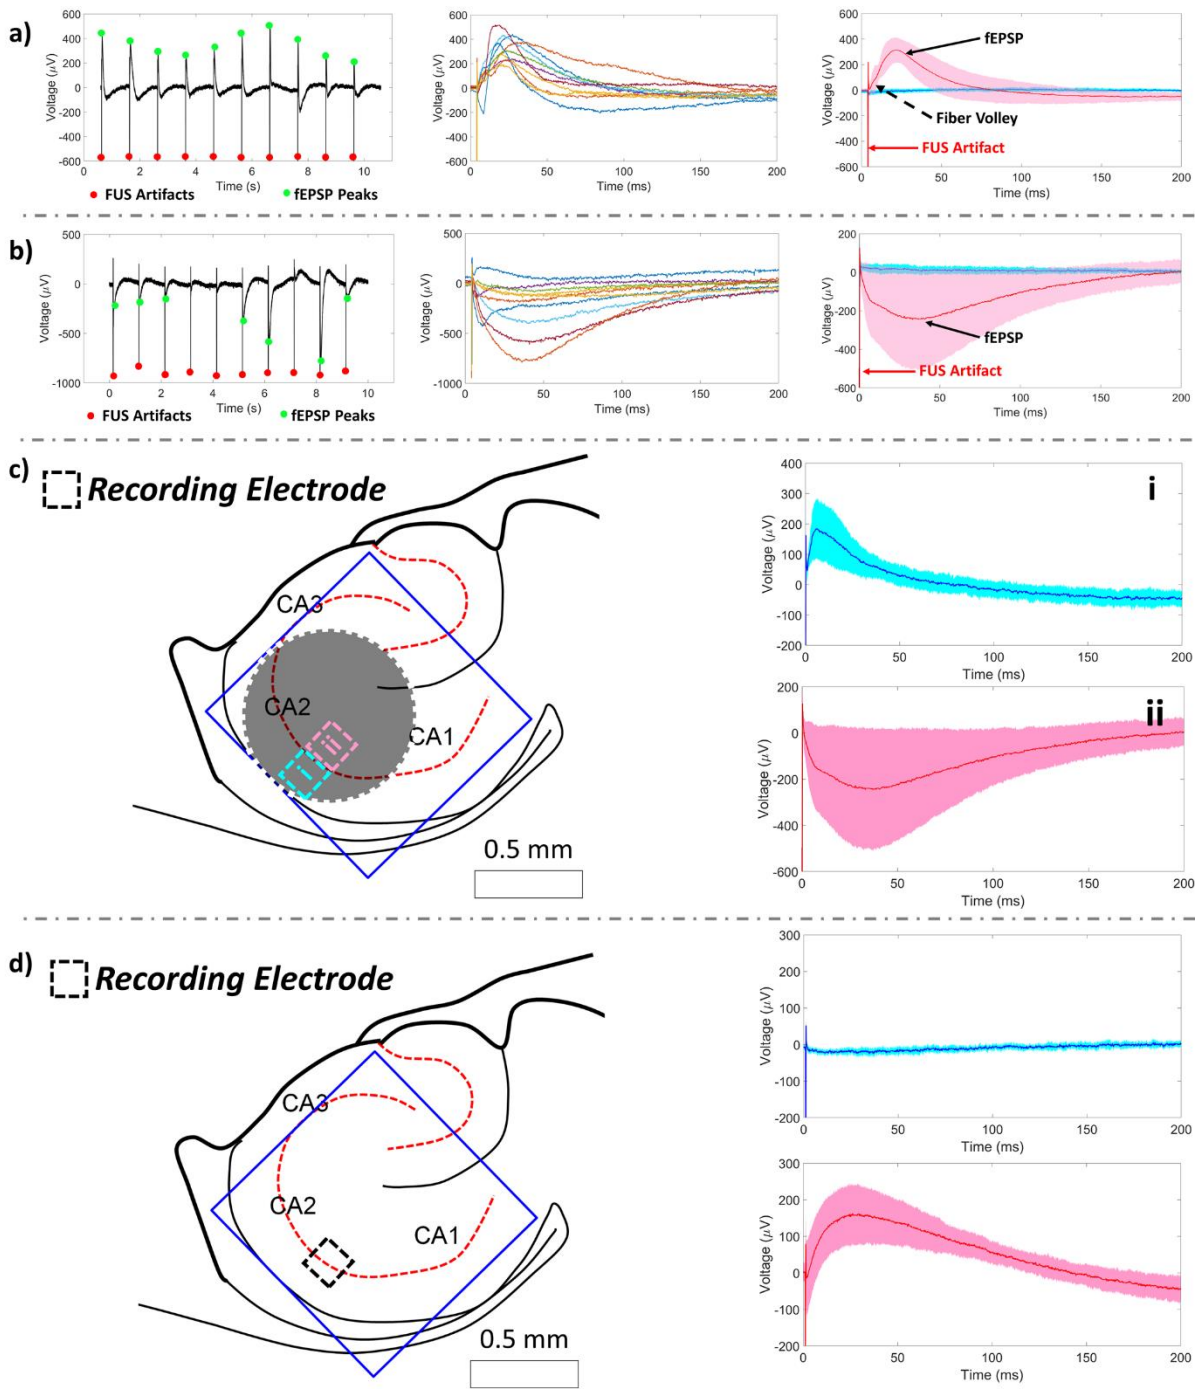 a)
Voltage (µV)
600
400
200
0
-200
-400
-600
0 2 4 6 8 10
Time (s)
FUS Artifacts
fEPSP Peaks
Voltage (µV)
600
400
200
0
-200
-400
-600
0 50 100 150 200
Time (ms)
Voltage (µV)
600
400
200
0
-200
-400
-600
fEPSP
Fiber Volley
FUS Artifact
0 50 100 150 200
Time (ms)
b)
Voltage (µV)
500
0
-500
-1000
0 2 4 6 8 10
Time (s)
FUS Artifacts
fEPSP Peaks
Voltage (µV)
500
0
-500
-1000
0 50 100 150 200
Time (ms)
Voltage (µV)
200
0
-200
-400
-600
fEPSP
FUS Artifact
0 50 100 150 200
Time (ms)
c)
Recording Electrode
CA3
CA2
CA1
ii
i
0.5 mm
i
Voltage (µV)
400
300
200
100
0
-100
-200
0 50 100 150 200
Time (ms)
ii
Voltage (µV)
200
0
-200
-400
-600
0 50 100 150 200
Time (ms)
d)
Recording Electrode
CA3
CA2
CA1
0.5 mm
Voltage (µV)
300
200
100
0
-100
-200
0 50 100 150 200
Time (ms)
Voltage (µV)
300
200
100
0
-100
-200
0 50 100 150 200
Time (ms)